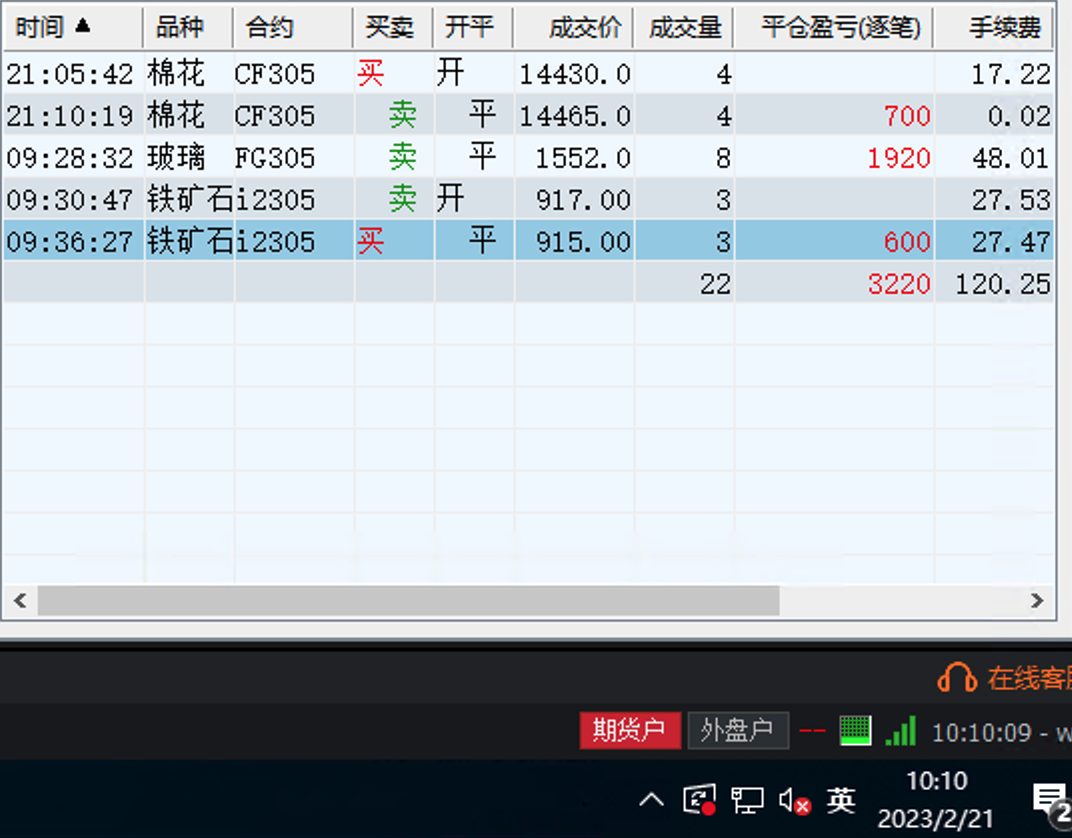 时间 ▲ 品种 合约 买卖 开平 成交价 成交量 平仓盈亏(逐笔) 手续费
21:05:42 棉花 CF305 买 开 14430.0 4 17.22
21:10:19 棉花 CF305 卖 平 14465.0 4 700 0.02
09:28:32 玻璃 FG305 卖 平 1552.0 8 1920 48.01
09:30:47 铁矿石 i2305 卖 开 917.00 3 27.53
09:36:27 铁矿石 i2305 买 平 915.00 3 600 27.47
22 3220 120.25
在线客服
期货户 外盘户 -- 10:10:09 - w
英 10:10
2023/2/21
2